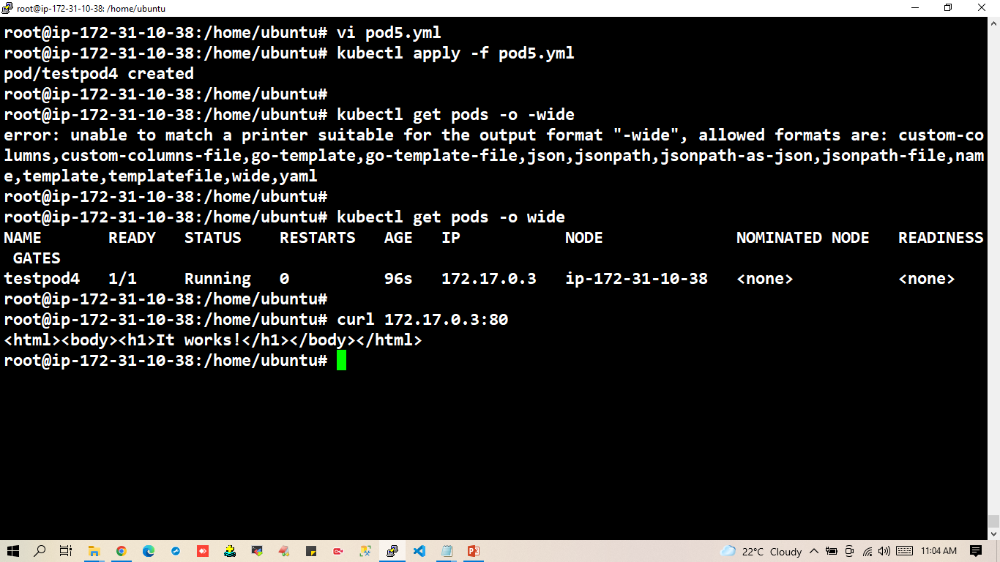 root@ip-172-31-10-38: /home/ubuntu
root@ip-172-31-10-38:/home/ubuntu# vi pod5.yml
root@ip-172-31-10-38:/home/ubuntu# kubectl apply -f pod5.yml
pod/testpod4 created
root@ip-172-31-10-38:/home/ubuntu#
root@ip-172-31-10-38:/home/ubuntu# kubectl get pods -o -wide
error: unable to match a printer suitable for the output format "-wide", allowed formats are: custom-co
lumns,custom-columns-file,go-template,go-template-file,json,jsonpath,jsonpath-as-json,jsonpath-file,nam
e,template,templatefile,wide,yaml
root@ip-172-31-10-38:/home/ubuntu#
root@ip-172-31-10-38:/home/ubuntu# kubectl get pods -o wide
NAME       READY   STATUS    RESTARTS   AGE   IP           NODE              NOMINATED NODE   READINESS
 GATES
testpod4   1/1     Running   0          96s   172.17.0.3   ip-172-31-10-38   <none>           <none>
root@ip-172-31-10-38:/home/ubuntu#
root@ip-172-31-10-38:/home/ubuntu# curl 172.17.0.3:80
<html><body><h1>It works!</h1></body></html>
root@ip-172-31-10-38:/home/ubuntu#
22°C Cloudy 11:04 AM